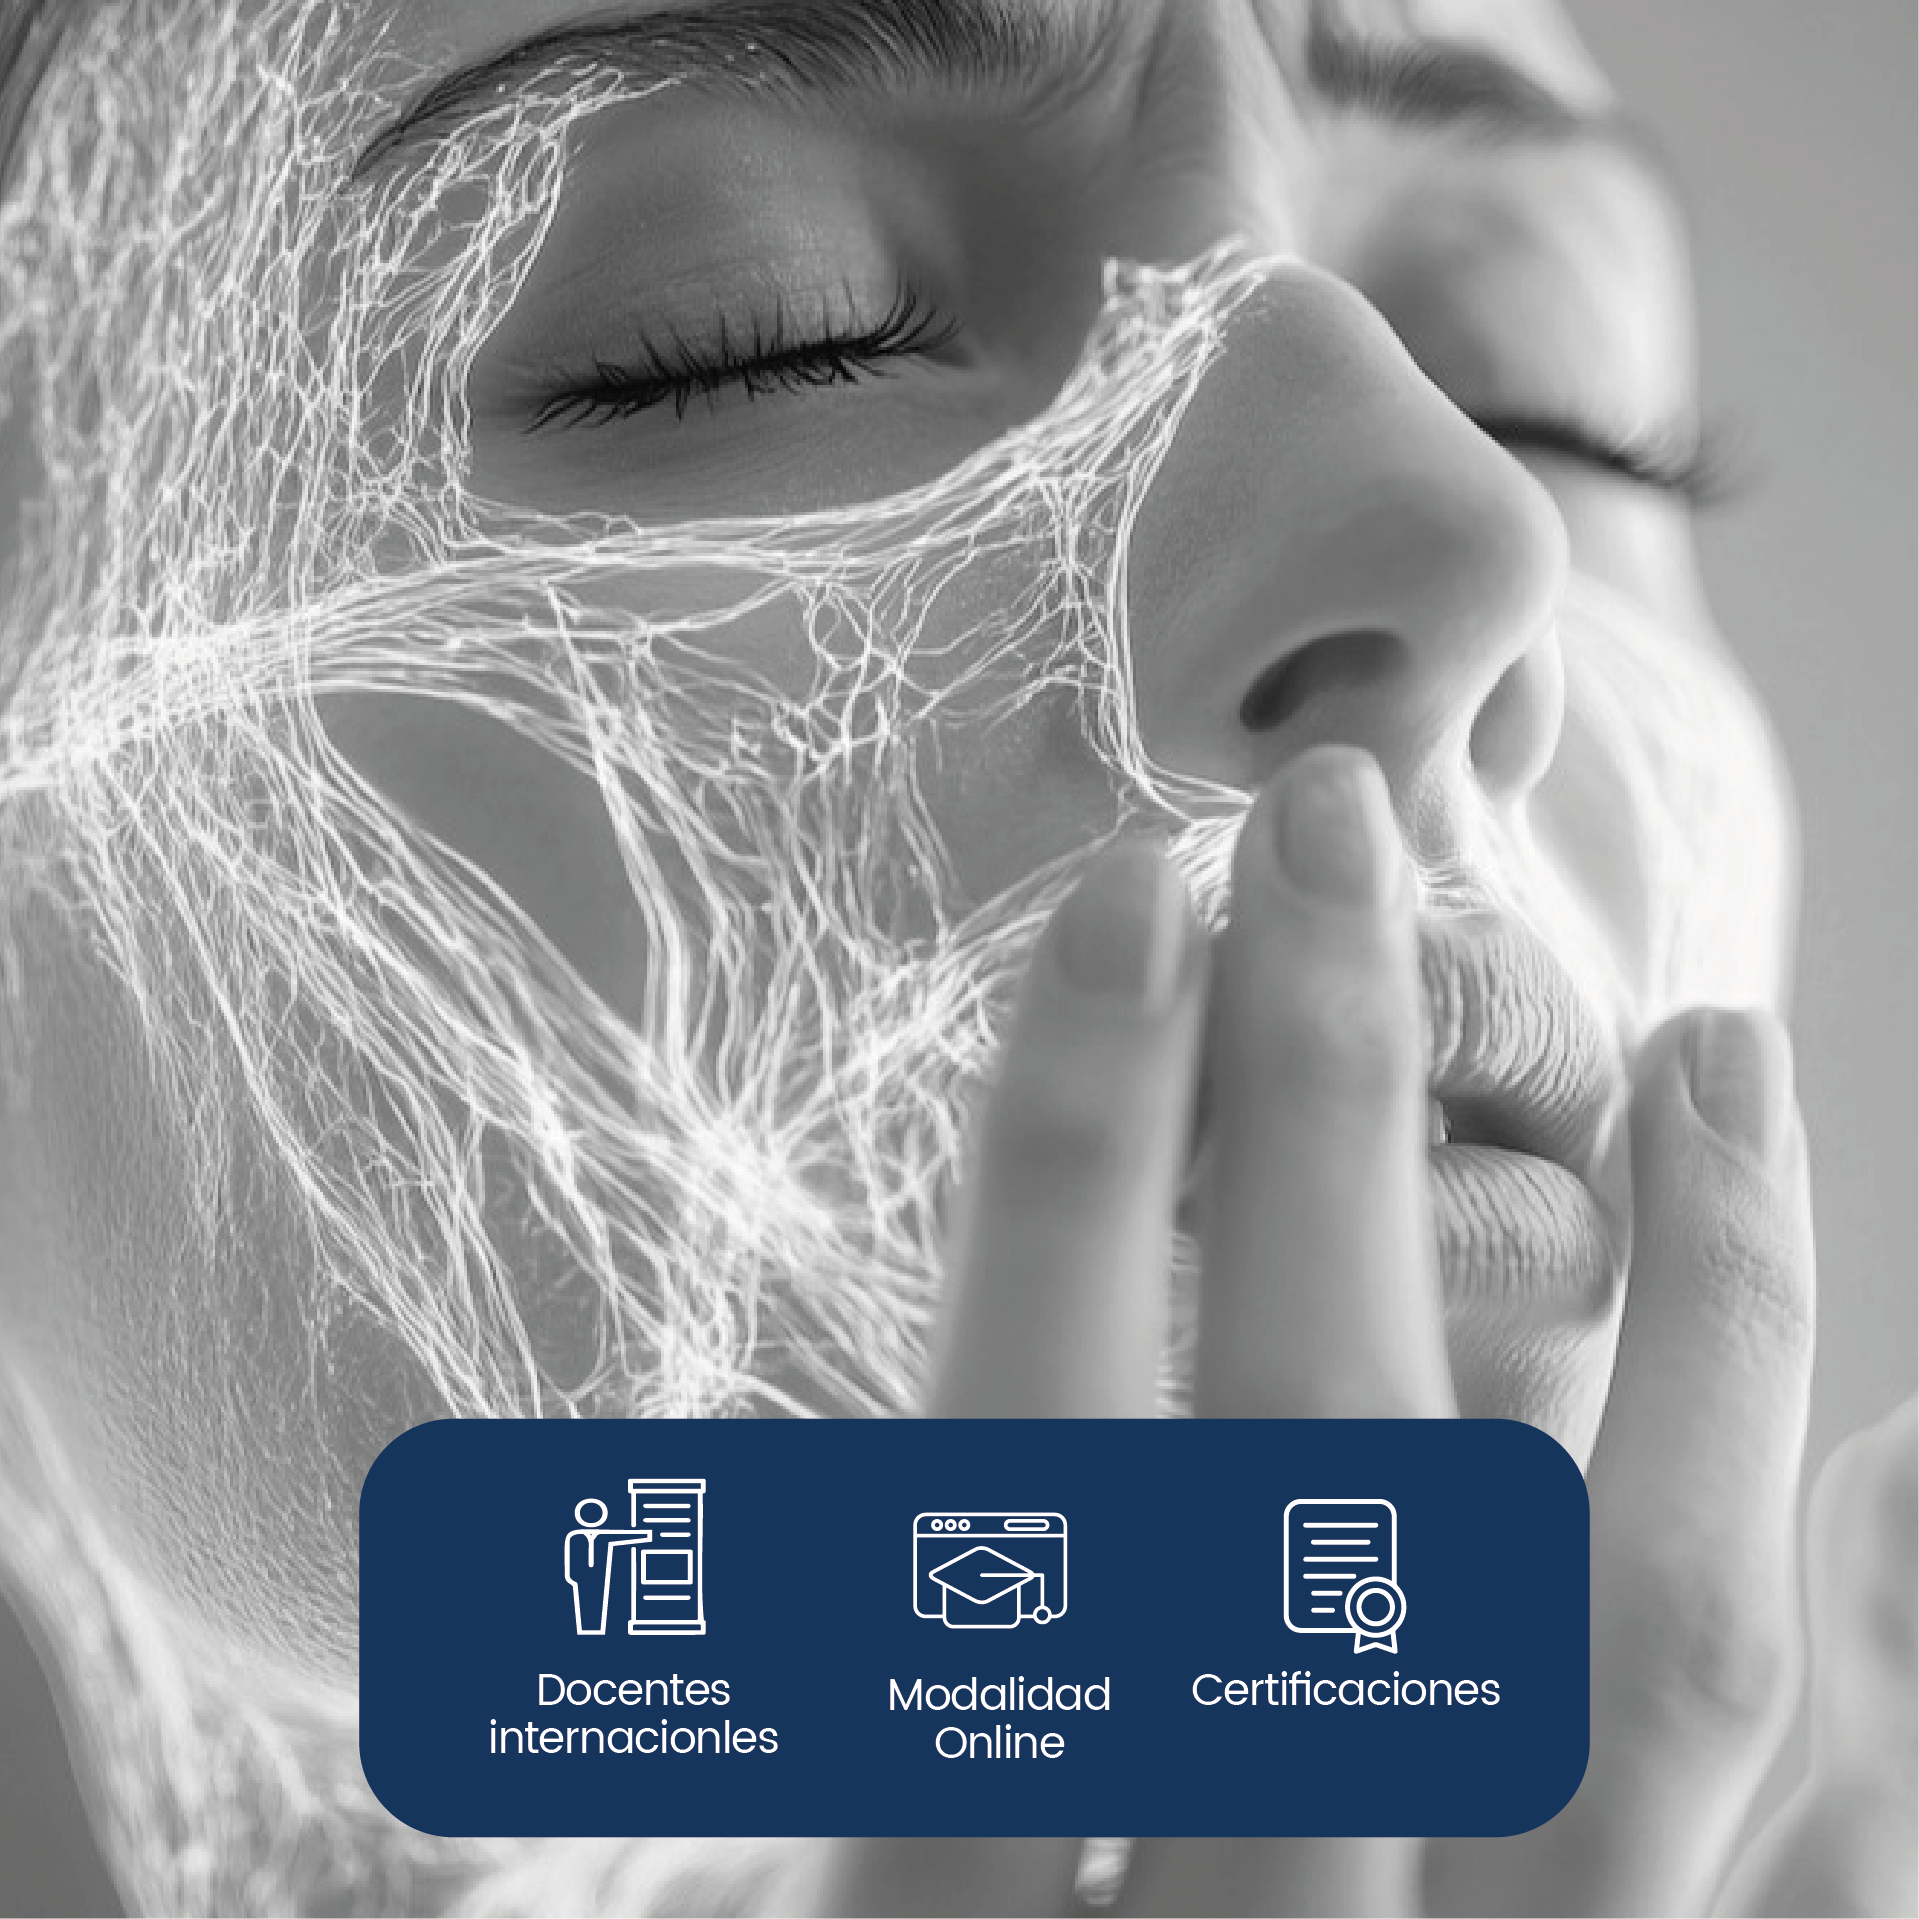 Docentes
internacionles
Modalidad
Online
Certificaciones